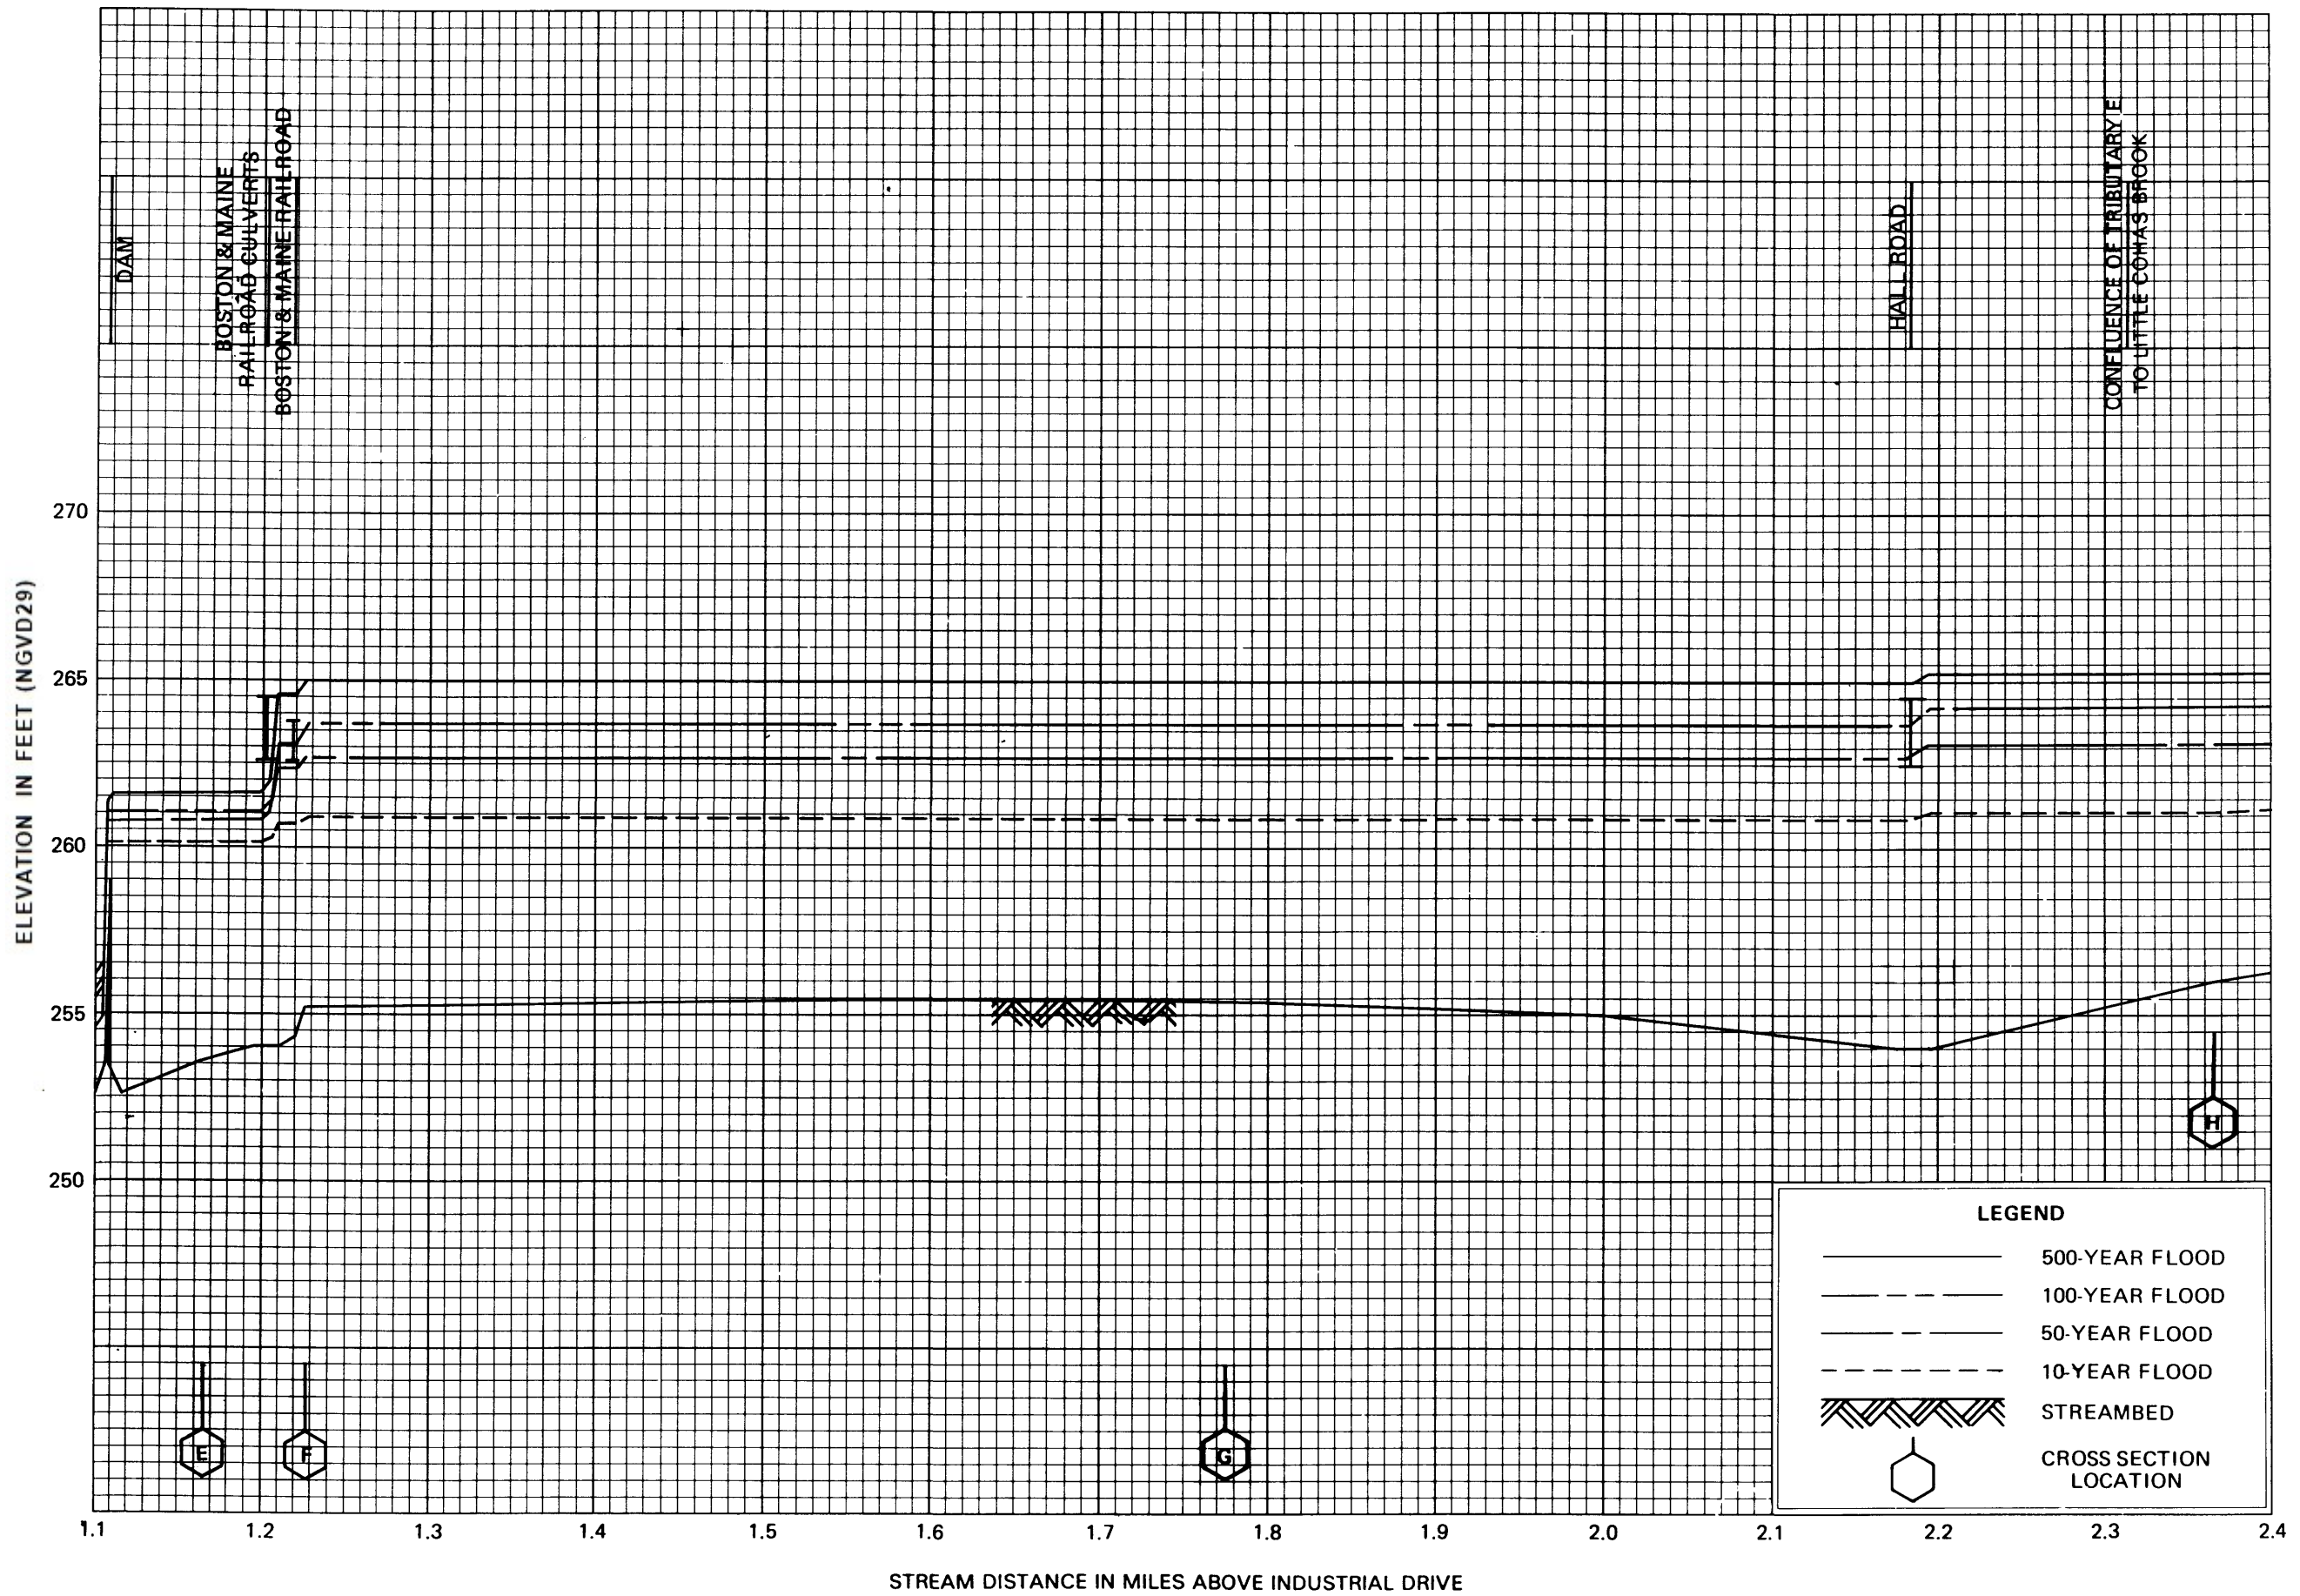 DAM
BOSTON & MAINE
RAILROAD CULVERTS
BOSTON & MAINE RAILROAD
HALL ROAD
CONFLUENCE OF TRIBUTARY E
TO LITTLE COHAS BROOK
ELEVATION IN FEET (NGVD29)
270
265
260
255
250
E
F
G
H
LEGEND
500-YEAR FLOOD
100-YEAR FLOOD
50-YEAR FLOOD
10-YEAR FLOOD
STREAMBED
CROSS SECTION
LOCATION
1.1 1.2 1.3 1.4 1.5 1.6 1.7 1.8 1.9 2.0 2.1 2.2 2.3 2.4
STREAM DISTANCE IN MILES ABOVE INDUSTRIAL DRIVE